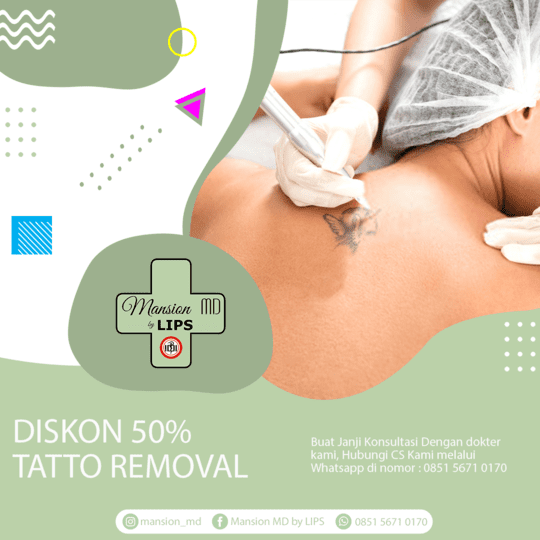 Mansion MD
by LIPS
DISKON 50%
TATTO REMOVAL
Buat Janji Konsultasi Dengan dokter
kami, Hubungi CS Kami melalui
Whatsapp di nomor : 0851 5671 0170
mansion_md
Mansion MD by LIPS
0851 5671 0170